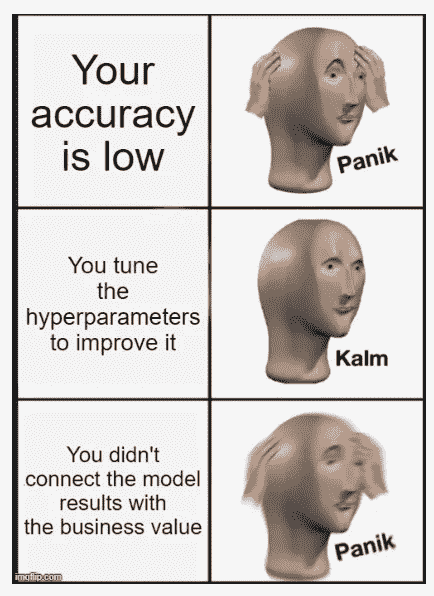 Your
accuracy
is low
Panik
You tune
the
hyperparameters
to improve it
Kalm
You didn't
connect the model
results with
the business value
Panik
imgflip.com